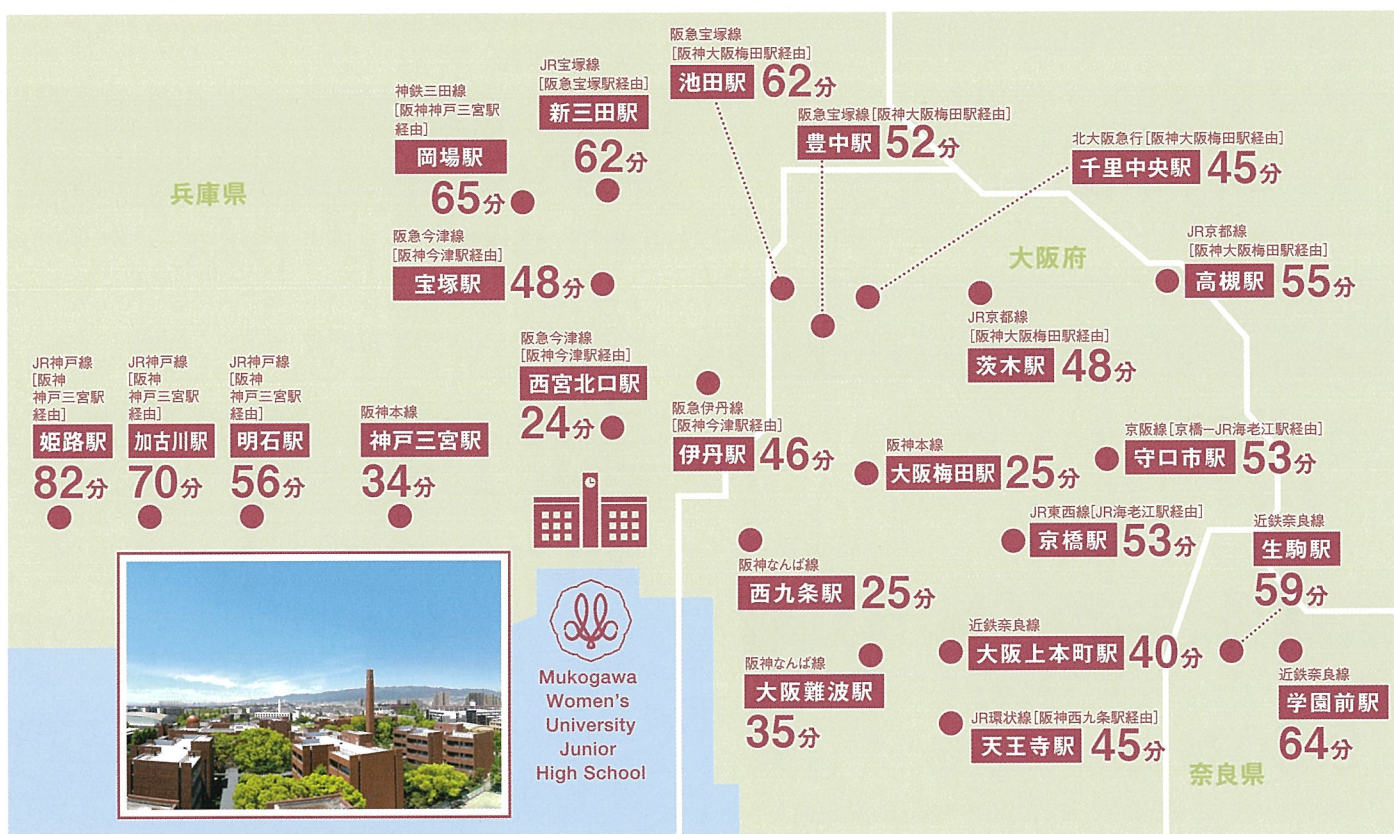 阪急宝塚線
[阪神大阪梅田駅経由]
池田駅 62分
JR宝塚線
[阪急宝塚駅経由]
新三田駅
62分
神鉄三田線
[阪神神戸三宮駅
経由]
岡場駅
65分
阪急宝塚線[阪神大阪梅田駅経由]
豊中駅 52分
北大阪急行[阪神大阪梅田駅経由]
千里中央駅 45分
兵庫県
阪急今津線
[阪神今津駅経由]
宝塚駅 48分
大阪府
JR京都線
[阪神大阪梅田駅経由]
高槻駅 55分
JR京都線
[阪神大阪梅田駅経由]
茨木駅 48分
阪急今津線
[阪神今津駅経由]
西宮北口駅
24分
JR神戸線
[阪神
神戸三宮駅
経由]
姫路駅
82分
JR神戸線
[阪神
神戸三宮駅
経由]
加古川駅
70分
JR神戸線
[阪神
神戸三宮駅
経由]
明石駅
56分
阪神本線
神戸三宮駅
34分
阪急伊丹線
[阪神今津駅経由]
伊丹駅 46分
阪神本線
大阪梅田駅 25分
京阪線[京橋ーJR海老江駅経由]
守口市駅 53分
JR東西線[JR海老江駅経由]
京橋駅 53分
近鉄奈良線
生駒駅
59分
阪神なんば線
西九条駅 25分
近鉄奈良線
大阪上本町駅 40分
阪神なんば線
大阪難波駅
35分
JR環状線[阪神西九条駅経由]
天王寺駅 45分
近鉄奈良線
学園前駅
64分
奈良県
Mukogawa
Women's
University
Junior
High School